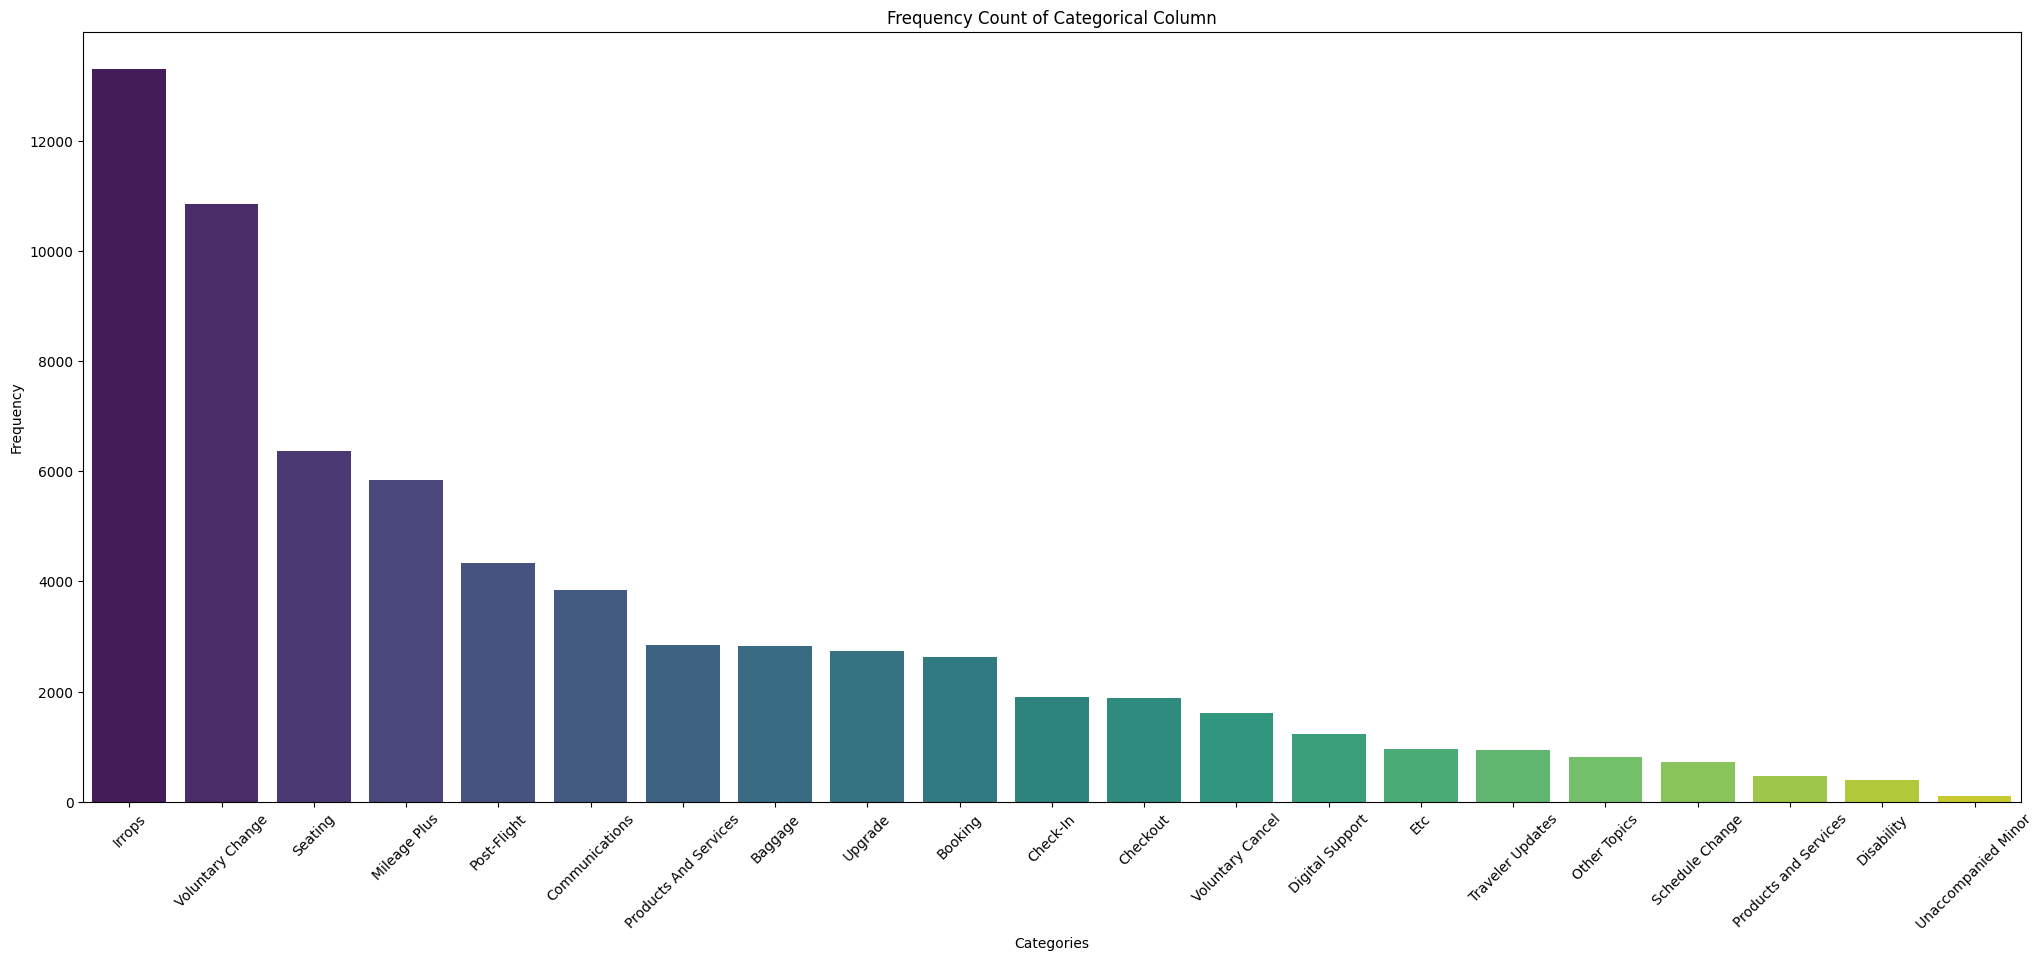 Frequency Count of Categorical Column
Frequency
12000
10000
8000
6000
4000
2000
0
Irrops
Voluntary Change
Seating
Mileage Plus
Post-Flight
Communications
Products And Services
Baggage
Upgrade
Booking
Check-In
Checkout
Voluntary Cancel
Digital Support
Etc
Traveler Updates
Other Topics
Schedule Change
Products and Services
Disability
Unaccompanied Minor
Categories